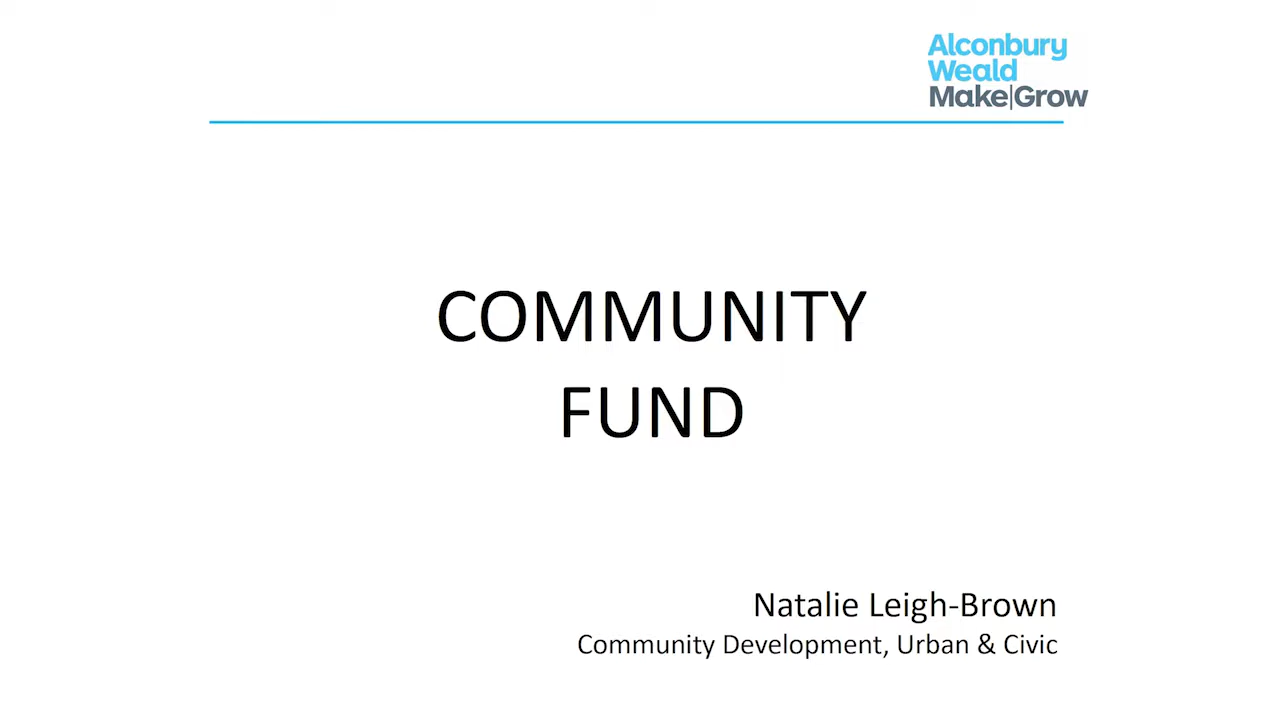 Alconbury
Weald
Make|Grow
COMMUNITY
FUND
Natalie Leigh-Brown
Community Development, Urban & Civic